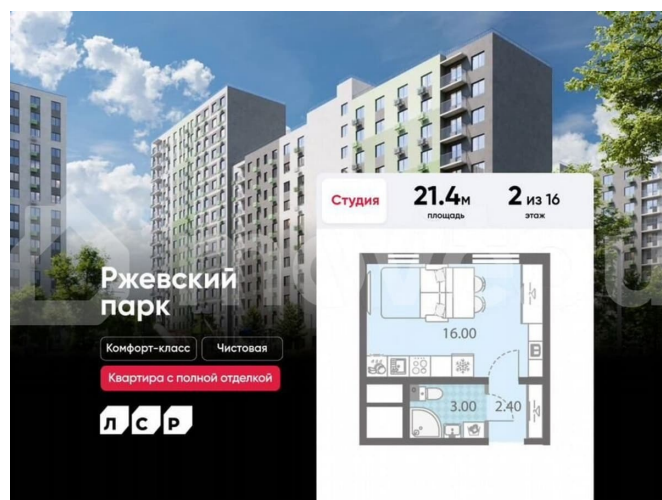 Студия
21.4м
площадь
2 из 16
этаж
Ржевский
парк
Комфорт-класс
Чистовая
Квартира с полной отделкой
ЛСР
16.00
3.00
2.40